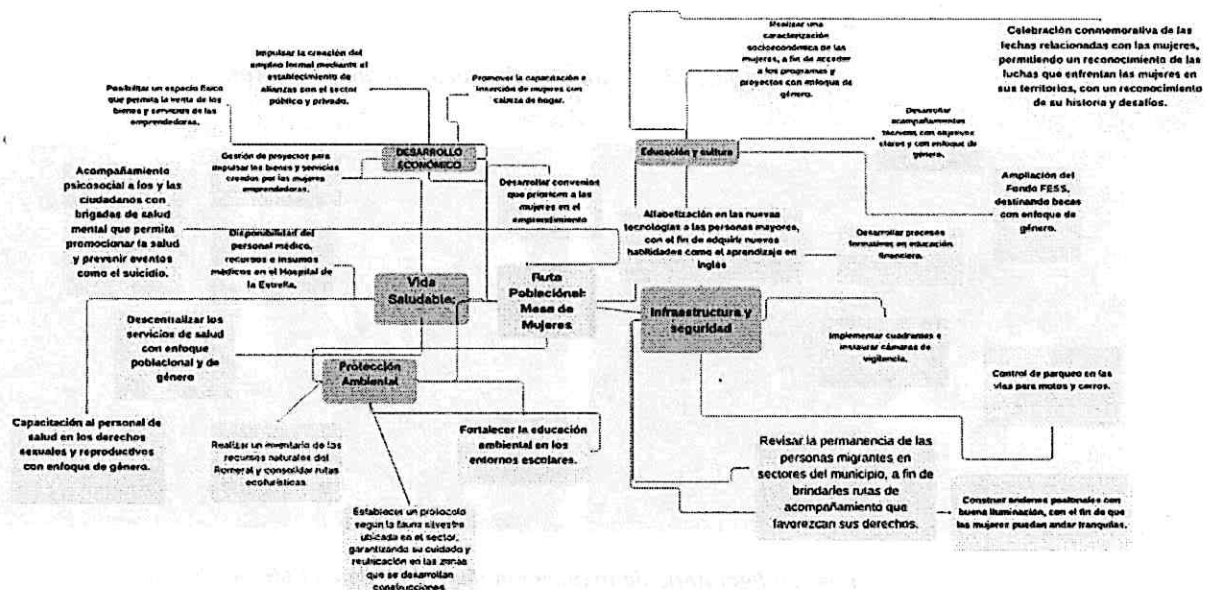 Impulsar la creación del
empleo formal mediante el
establecimiento de
alianzas con el sector
público y privado.
Posibilitar un espacio físico
que permita la venta de los
bienes y servicios de las
emprendedoras.
Promover la capacitación e
inserción de mujeres con
cabeza de hogar.
DESARROLLO
ECONÓMICO
Gestión de proyectos para
impulsar los bienes y servicios
creados por las mujeres
emprendedoras.
Desarrollar convenios
que prioricen a las
mujeres en el
emprendimiento
Acompañamiento
psicosocial a los y las
ciudadanos con
brigadas de salud
mental que permita
promocionar la salud
y prevenir eventos
como el suicidio.
Disponibilidad del
personal médico,
recursos e insumos
médicos en el Hospital de
la Estrella.
Vida
Saludable:
Descentralizar los
servicios de salud
con enfoque
poblacional y de
género
Capacitación al personal de
salud en los derechos
sexuales y reproductivos
con enfoque de género.
Ruta
Poblaciónal:
Mesa de
Mujeres
Protección
Ambiental
Realizar un inventario de los
recursos naturales del
Romeral y consolidar rutas
ecoturísticas
Fortalecer la educación
ambiental en los
entornos escolares.
Establecer un protocolo
según la fauna silvestre
ubicada en el sector,
garantizando su cuidado y
reubicación en las zonas
que se desarrollan
construcciones
Realizar una
caracterización
socioeconómica de las
mujeres, a fin de acceder
a los programas y
proyectos con enfoque de
género.
Celebración conmemorativa de las
fechas relacionadas con las mujeres,
permitiendo un reconocimiento de las
luchas que enfrentan las mujeres en
sus territorios, con un reconocimiento
de su historia y desafíos.
Educación y cultura
Desarrollar
acompañamientos
técnicos, con objetivos
claros y con enfoque de
género.
Ampliación del
Fondo FESS,
destinando becas
con enfoque de
género.
Alfabetización en las nuevas
tecnologías a las personas mayores,
con el fin de adquirir nuevas
habilidades como el aprendizaje en
inglés
Desarrollar procesos
formativos en educación
financiera.
Infraestructura y
seguridad
Implementar cuadrantes e
instaurar cámaras de
vigilancia.
Control de parqueo en las
vías para motos y carros.
Revisar la permanencia de las
personas migrantes en
sectores del municipio, a fin de
brindarles rutas de
acompañamiento que
favorezcan sus derechos.
Construir andenes peatonales con
buena iluminación, con el fin de que
las mujeres puedan andar tranquilas.